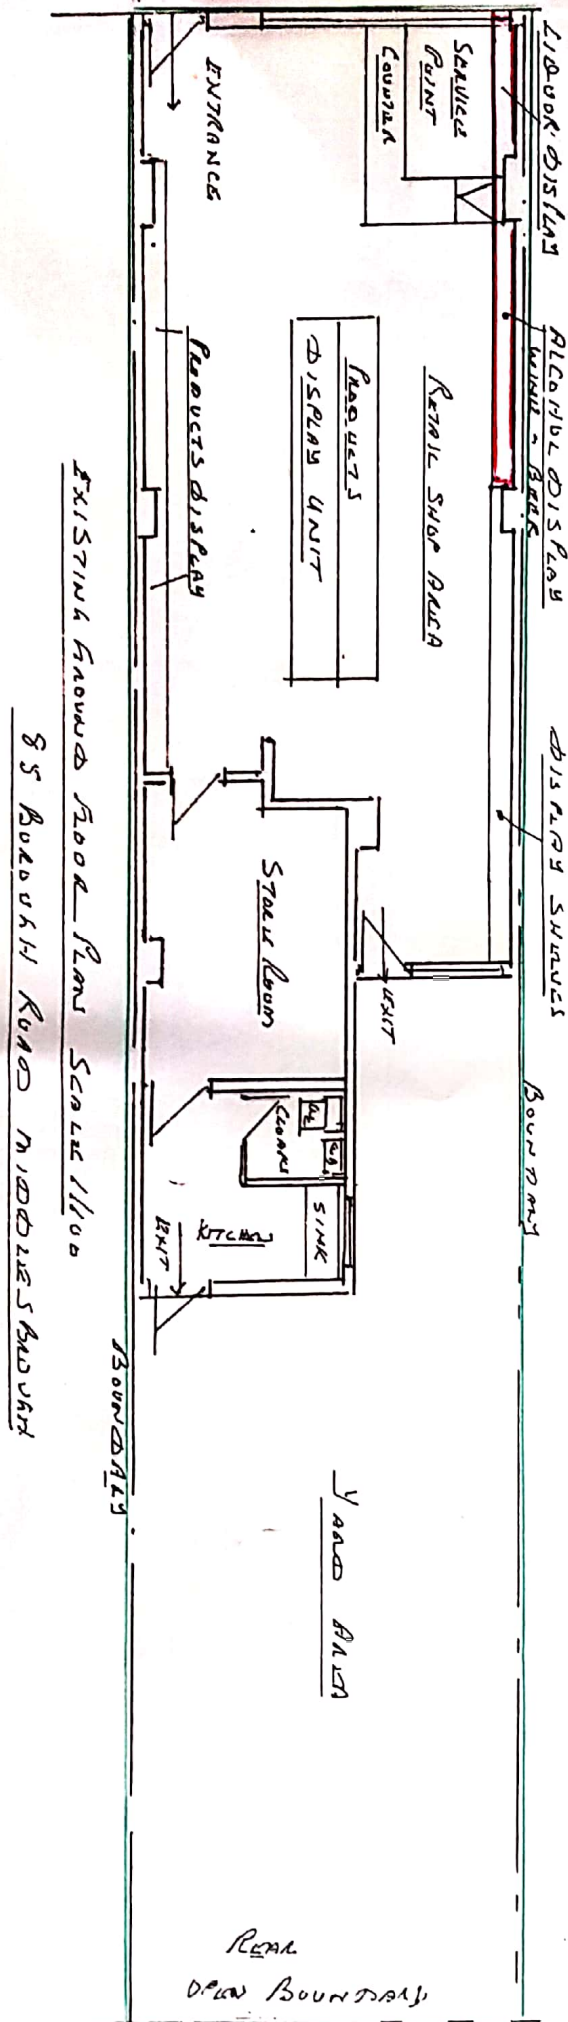 LIQUOR DISPLAY
ALCOHOL DISPLAY
WINE & BEER
DISPLAY SHELVES
BOUNDARY
SERVICE
POINT
COUNTER
ENTRANCE
RETAIL SHOP AREA
PRODUCTS
DISPLAY UNIT
PRODUCTS DISPLAY
EXIT
STORE ROOM
CLOAKS
SINK
KITCHEN
EXIT
BOUNDARY
YARD AREA
REAR
OPEN BOUNDARY
EXISTING GROUND FLOOR PLAN SCALE 1/100
85 BOROUGH ROAD MIDDLESBROUGH